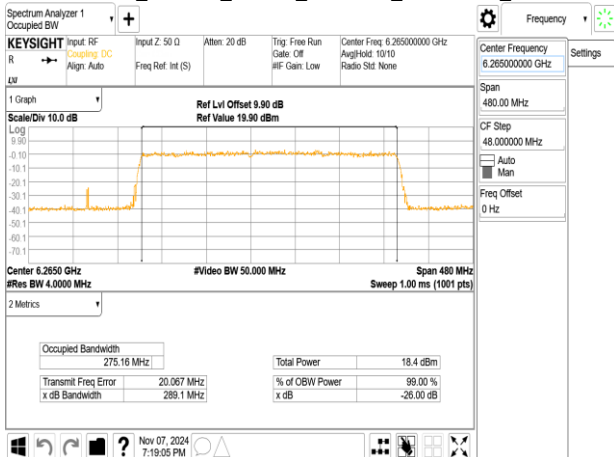 Spectrum Analyzer 1
Occupied BW
Frequency
KEYSIGHT
Input: RF
Input Z: 50 Ω
Atten: 20 dB
Trig: Free Run
Center Freq: 6.265000000 GHz
R
Coupling: DC
Gate: Off
Avg|Hold: 10/10
Align: Auto
Freq Ref: Int (S)
#IF Gain: Low
Radio Std: None
Center Frequency
6.265000000 GHz
Settings
Span
480.00 MHz
CF Step
48.000000 MHz
Auto
Man
Freq Offset
0 Hz
1 Graph
Ref Lvl Offset 9.90 dB
Scale/Div 10.0 dB
Ref Value 19.90 dBm
Log
9.90
-0.10
-10.1
-20.1
-30.1
-40.1
-50.1
-60.1
-70.1
Center 6.2650 GHz
#Video BW 50.000 MHz
Span 480 MHz
#Res BW 4.0000 MHz
Sweep 1.00 ms (1001 pts)
2 Metrics
Occupied Bandwidth
275.16 MHz
Total Power
18.4 dBm
Transmit Freq Error
20.067 MHz
% of OBW Power
99.00 %
x dB Bandwidth
289.1 MHz
x dB
-26.00 dB
?
Nov 07, 2024
7:19:05 PM